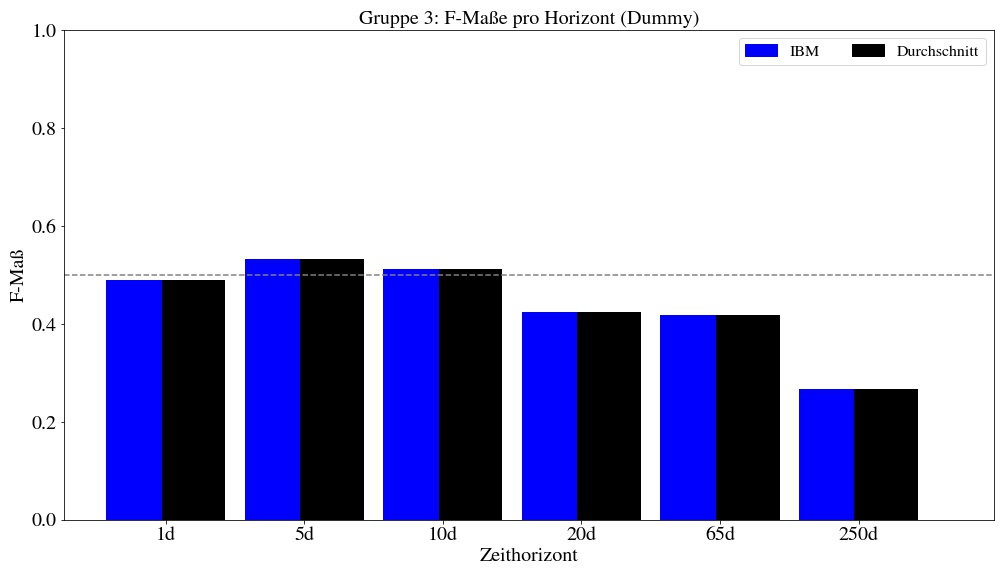 Gruppe 3: F-Maße pro Horizont (Dummy)
IBM
Durchschnitt
1.0
0.8
0.6
0.4
0.2
0.0
F-Maß
1d
5d
10d
20d
65d
250d
Zeithorizont